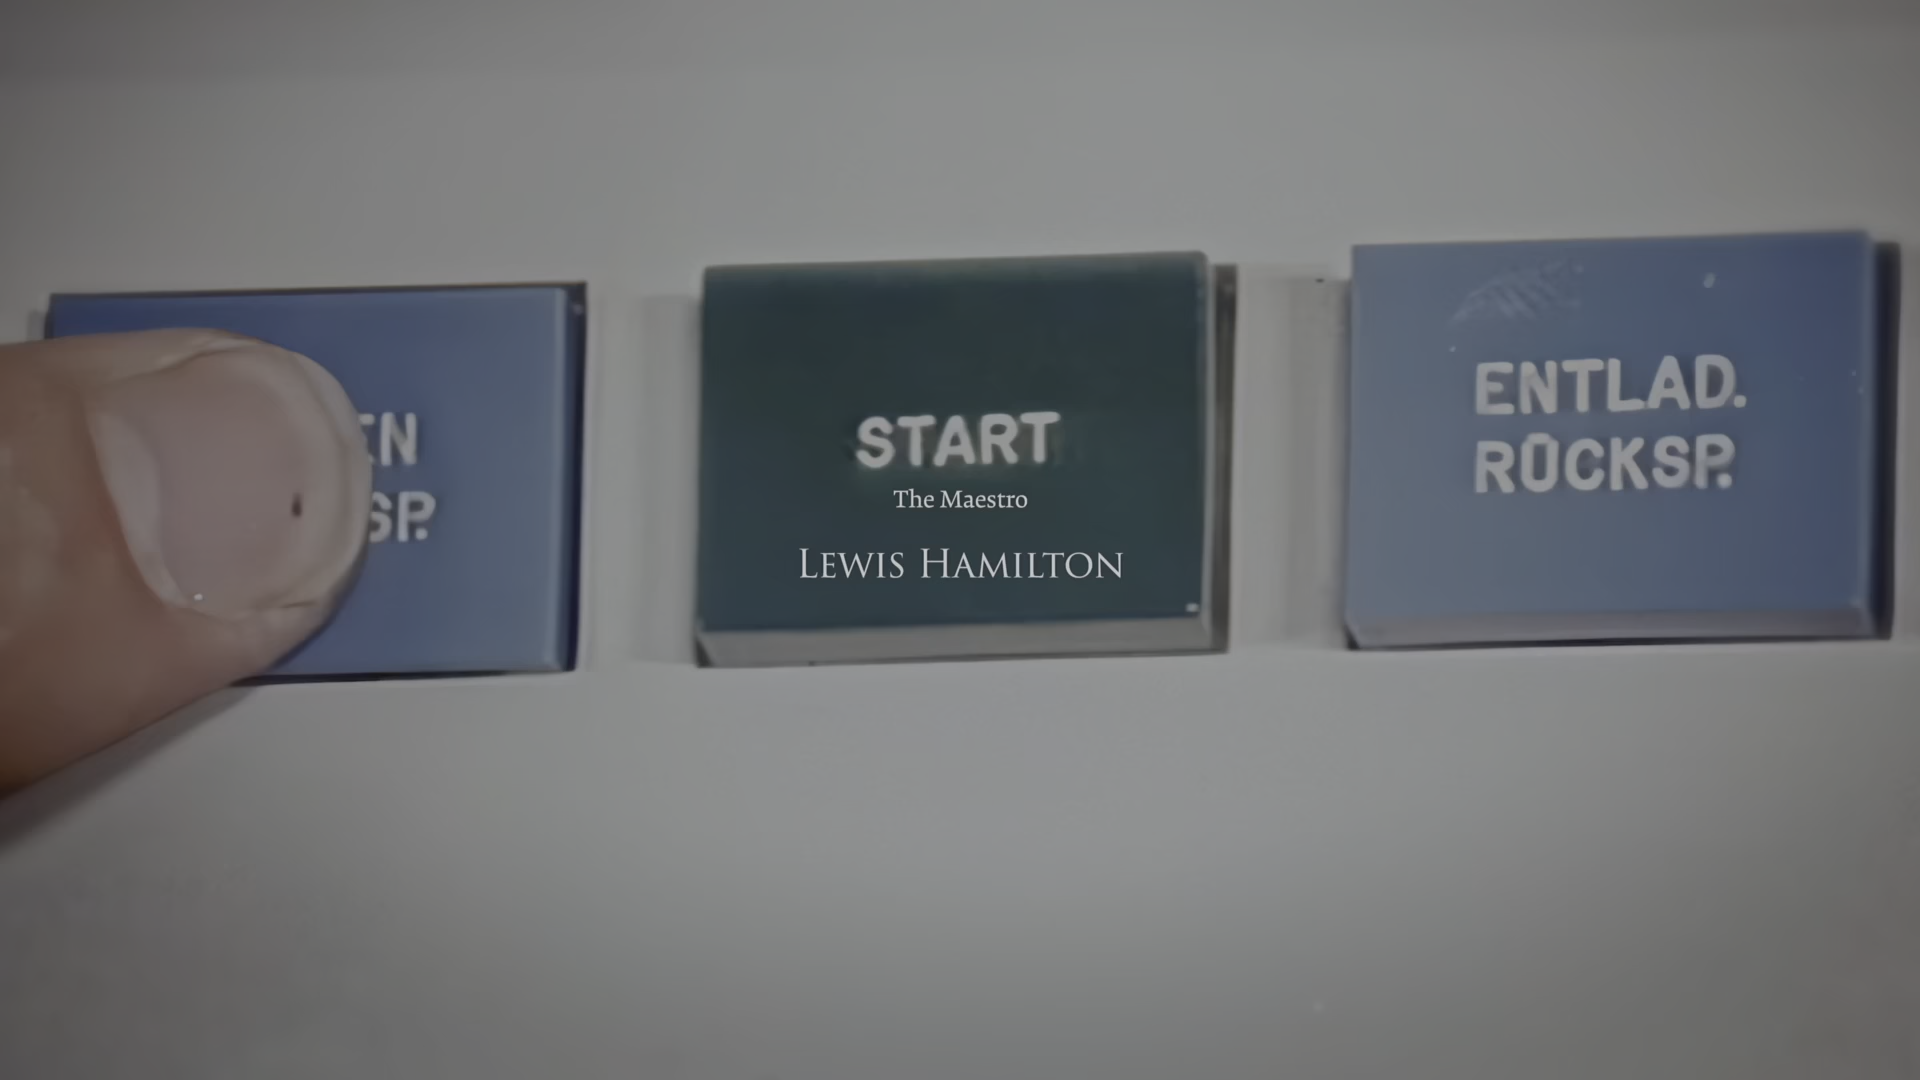 START
The Maestro
LEWIS HAMILTON
ENTLAD.
RÜCKSP.